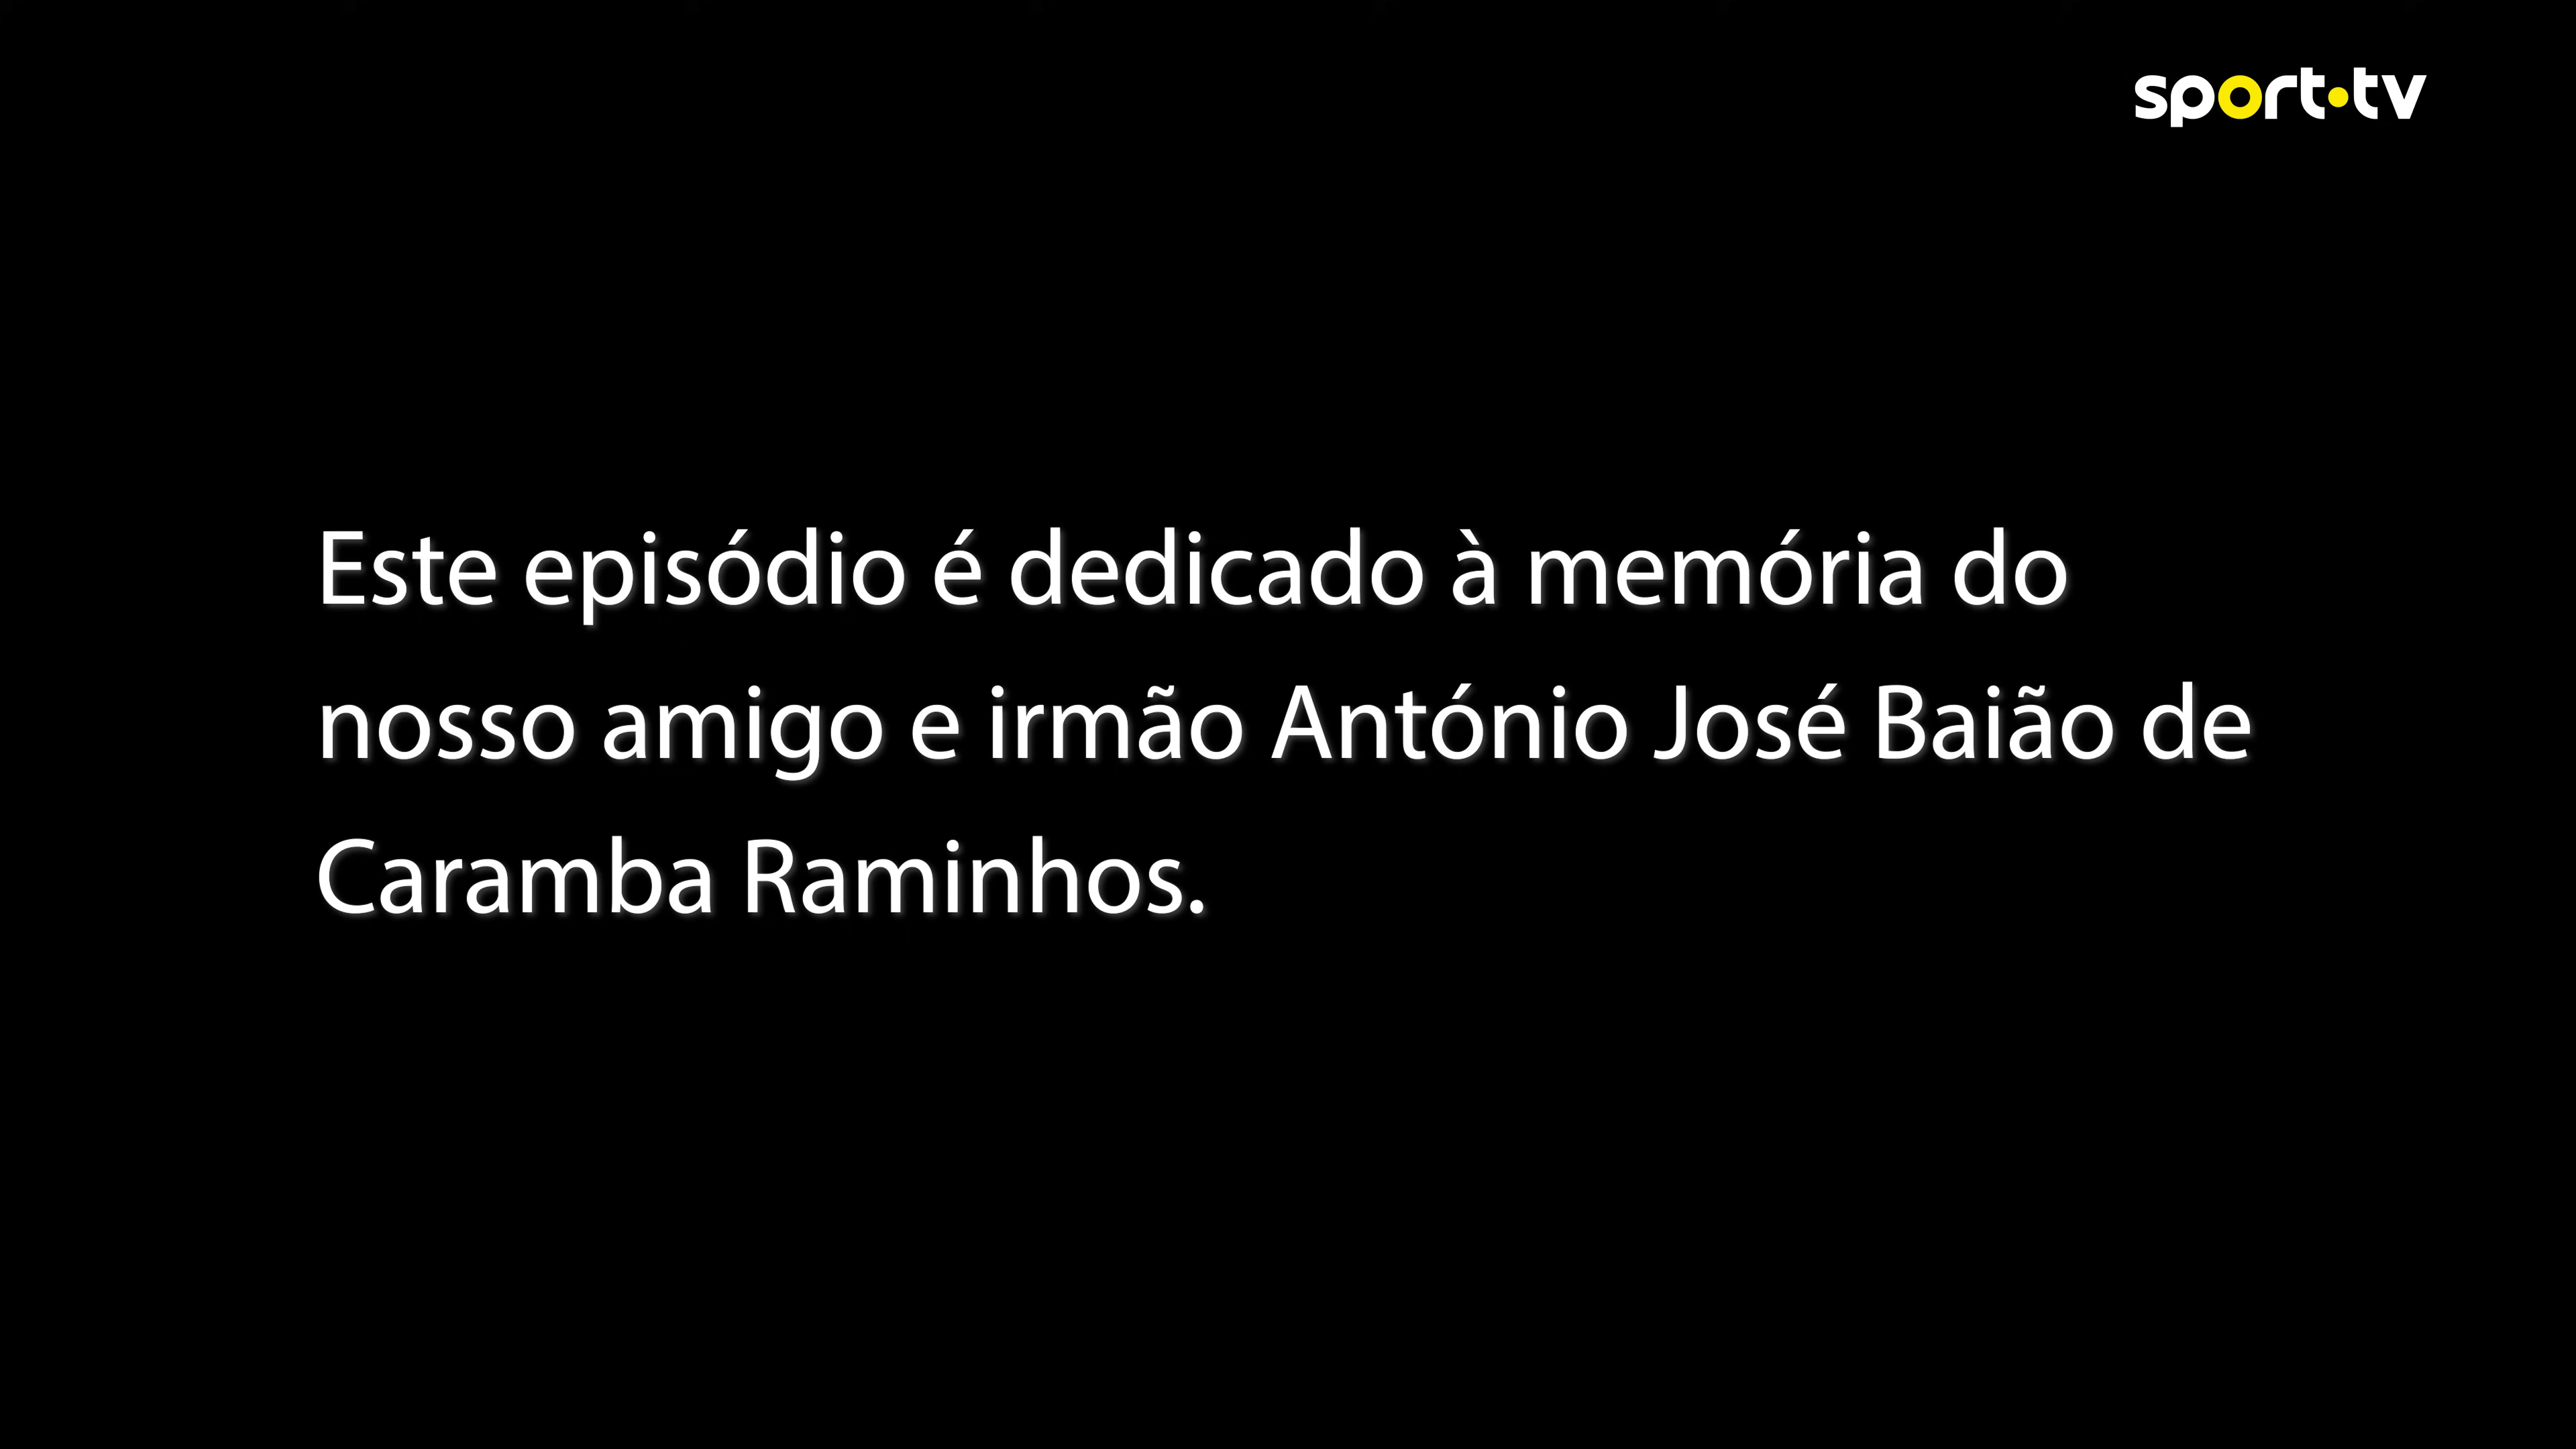 sport.tv
Este episódio é dedicado à memória do
nosso amigo e irmão António José Baião de
Caramba Raminhos.